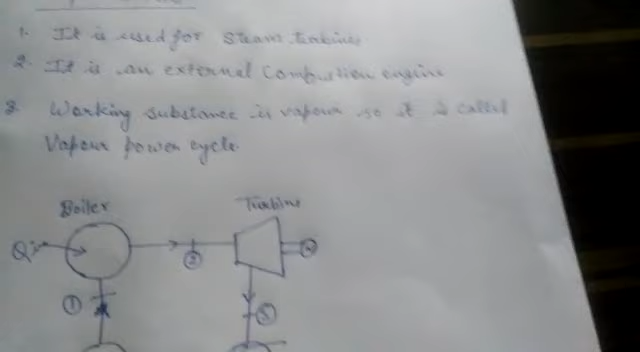 1. It is used for Steam turbines
2. It is an external Combustion engine
3. Working substance is vapour so it is called
Vapour power cycle.
Boiler
Turbine
Q
②
①
③